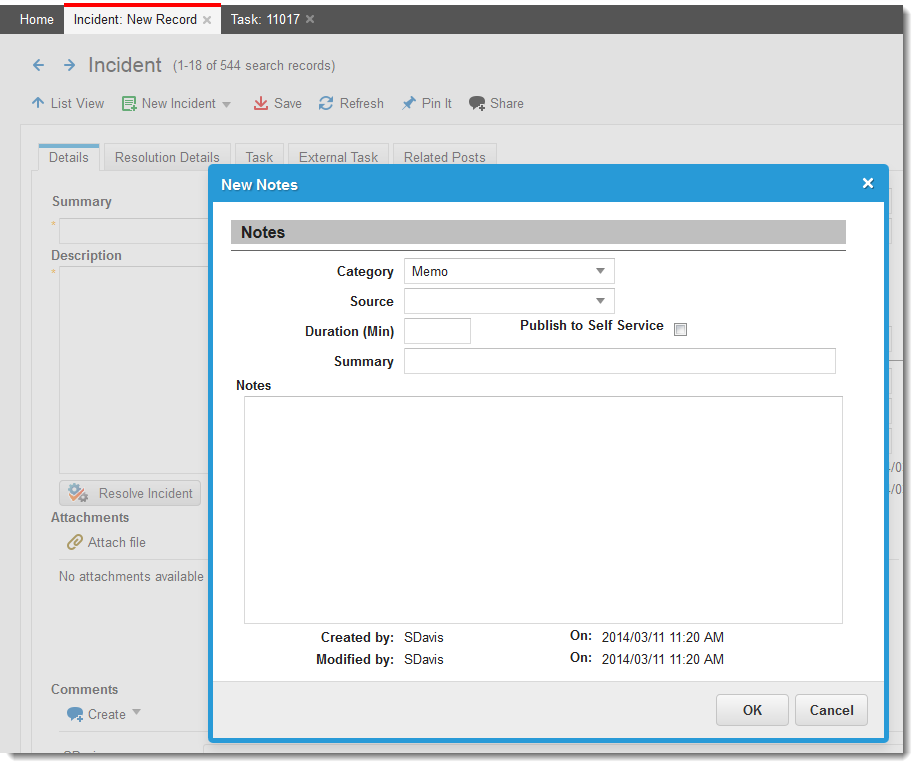 Home Incident: New Record × Task: 11017 ×
Incident (1-18 of 544 search records)
List View New Incident Save Refresh Pin It Share
Details Resolution Details Task External Task Related Posts
New Notes ×
Summary
*
Notes
Description
*
Category Memo
Source
Duration (Min) Publish to Self Service
Summary
Notes
Resolve Incident
Attachments
Attach file
No attachments available
Created by: SDavis On: 2014/03/11 11:20 AM
Modified by: SDavis On: 2014/03/11 11:20 AM
Comments
Create
OK Cancel